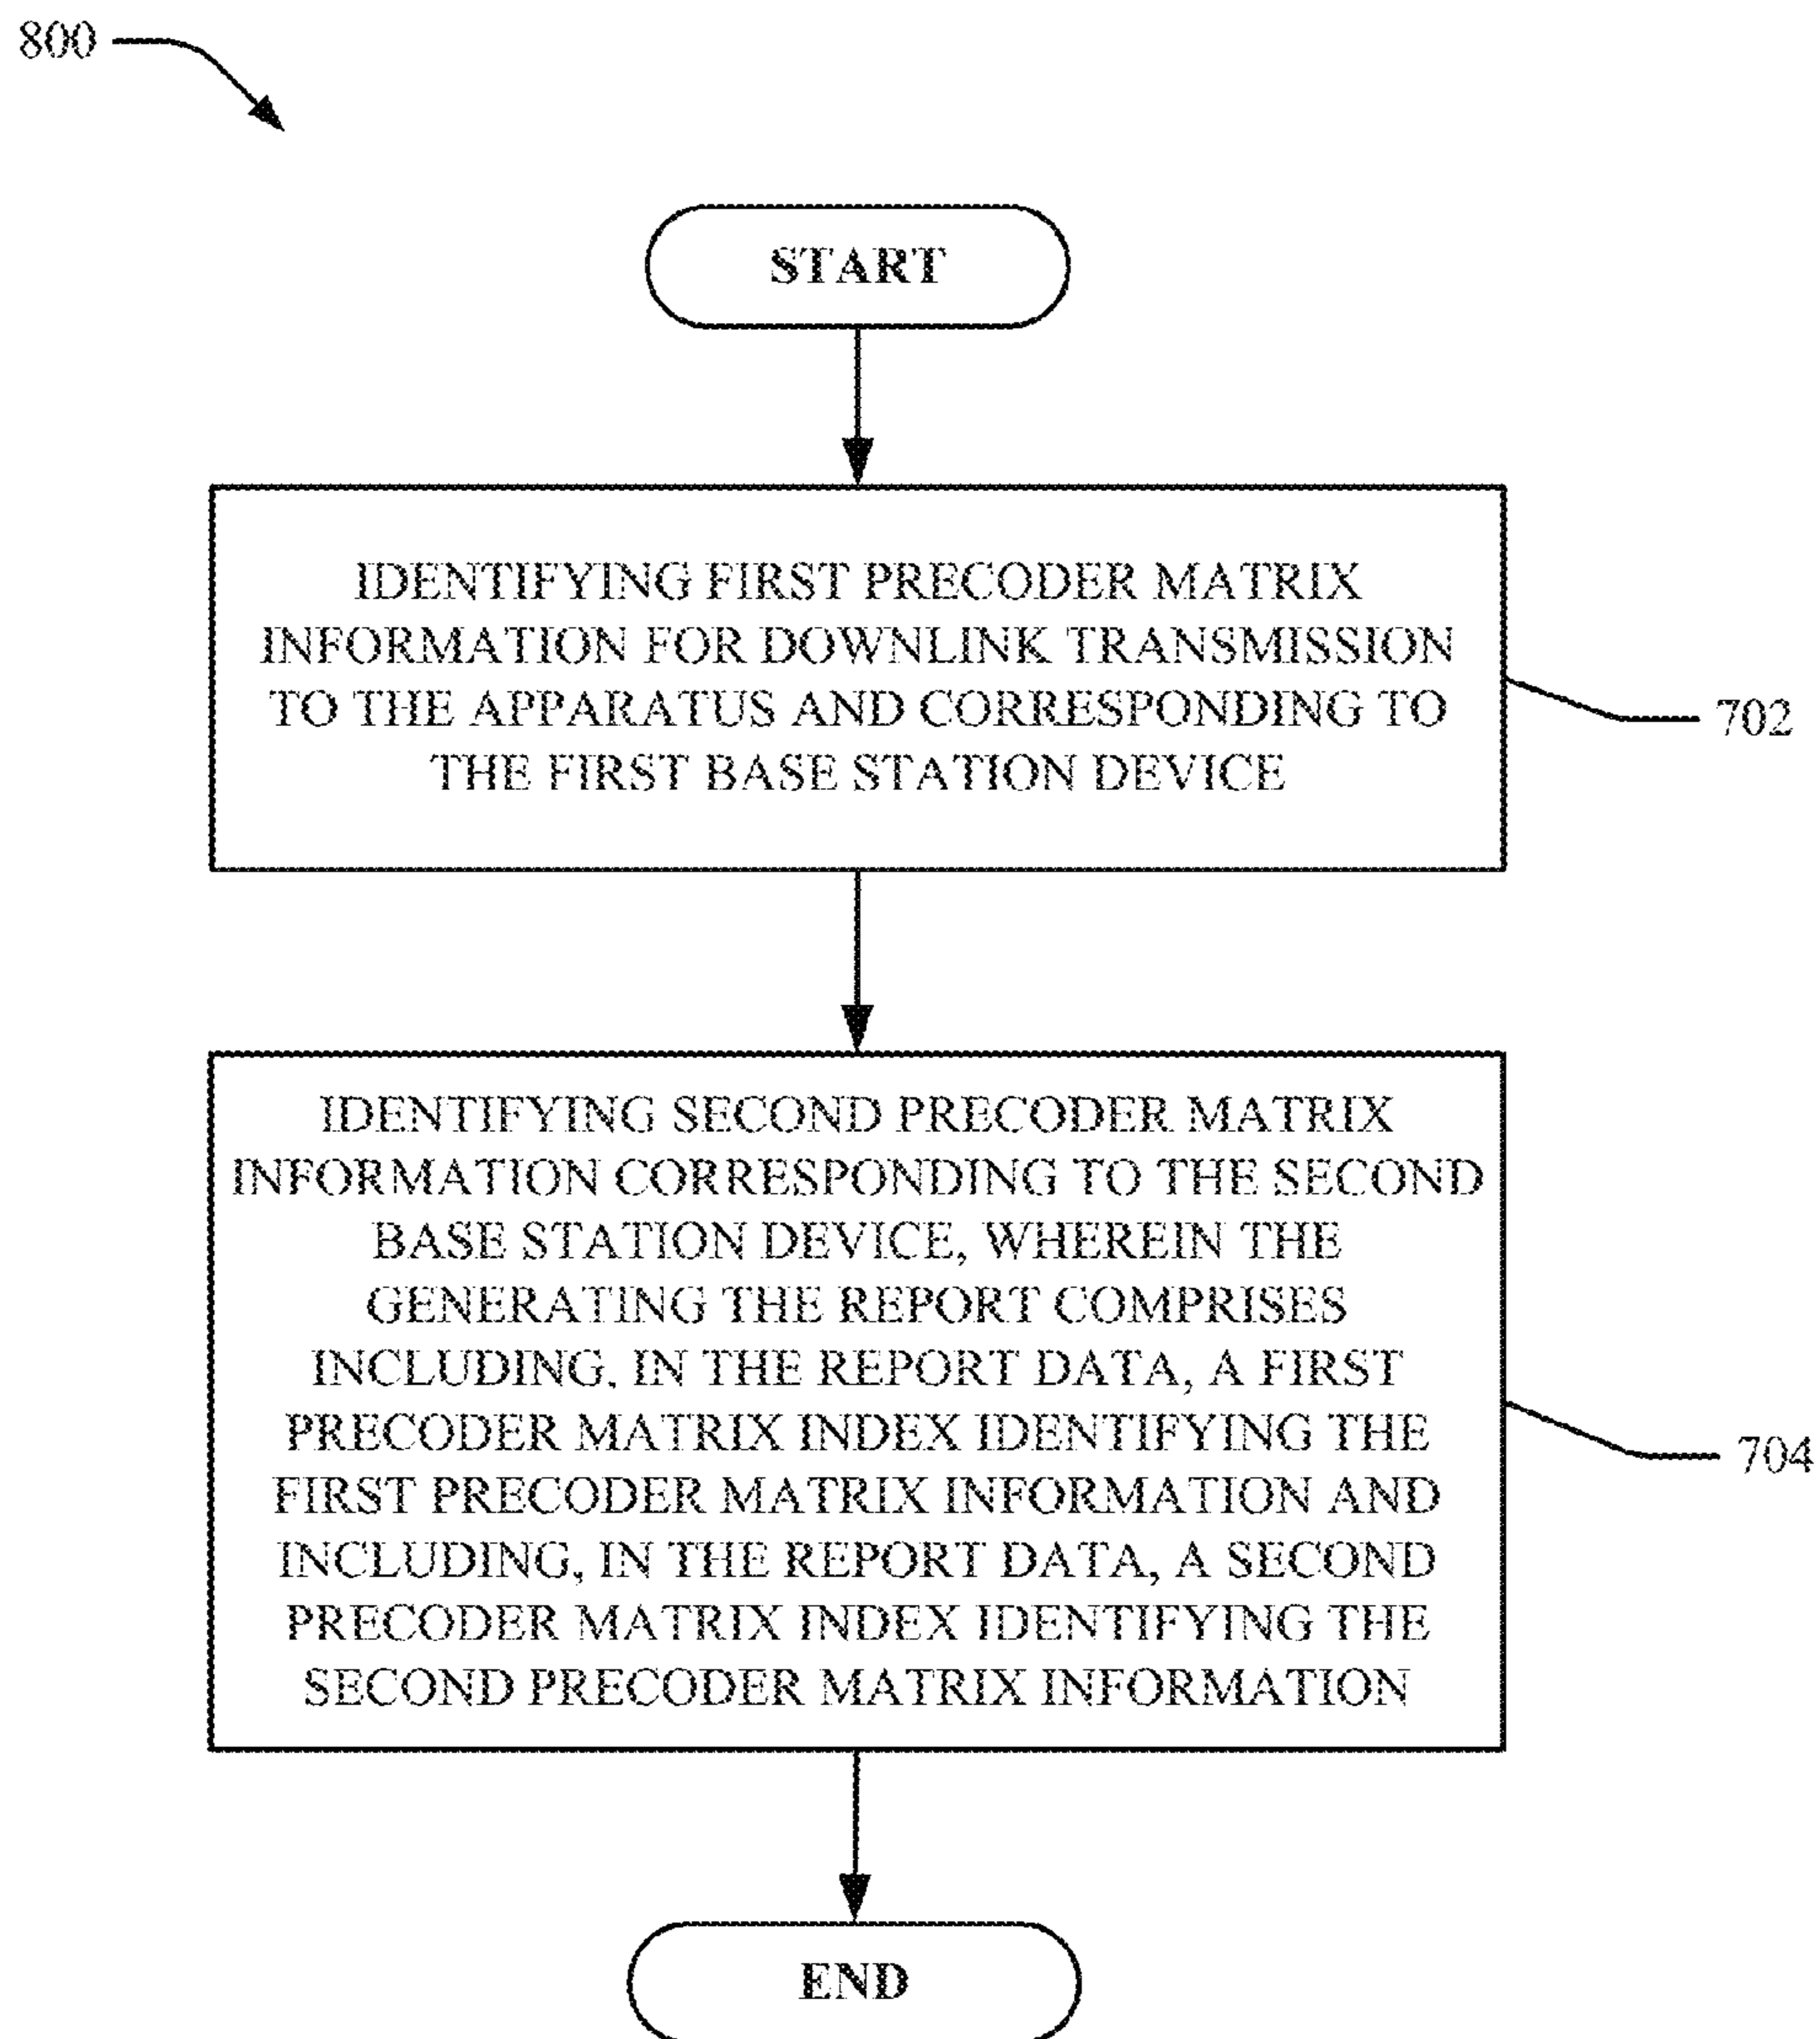 800
START
IDENTIFYING FIRST PRECODER MATRIX
INFORMATION FOR DOWNLINK TRANSMISSION
TO THE APPARATUS AND CORRESPONDING TO
THE FIRST BASE STATION DEVICE
702
IDENTIFYING SECOND PRECODER MATRIX
INFORMATION CORRESPONDING TO THE SECOND
BASE STATION DEVICE, WHEREIN THE
GENERATING THE REPORT COMPRISES
INCLUDING, IN THE REPORT DATA, A FIRST
PRECODER MATRIX INDEX IDENTIFYING THE
FIRST PRECODER MATRIX INFORMATION AND
INCLUDING, IN THE REPORT DATA, A SECOND
PRECODER MATRIX INDEX IDENTIFYING THE
SECOND PRECODER MATRIX INFORMATION
704
END